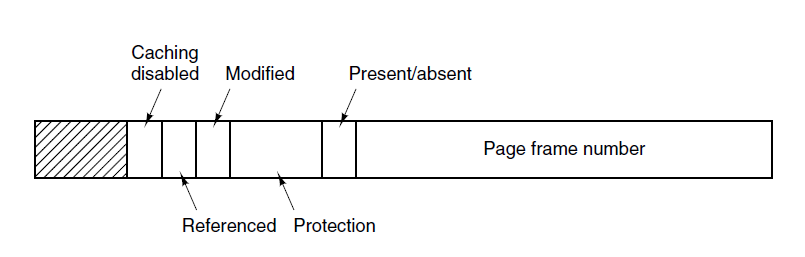 Caching
disabled
Modified
Present/absent
Page frame number
Referenced
Protection